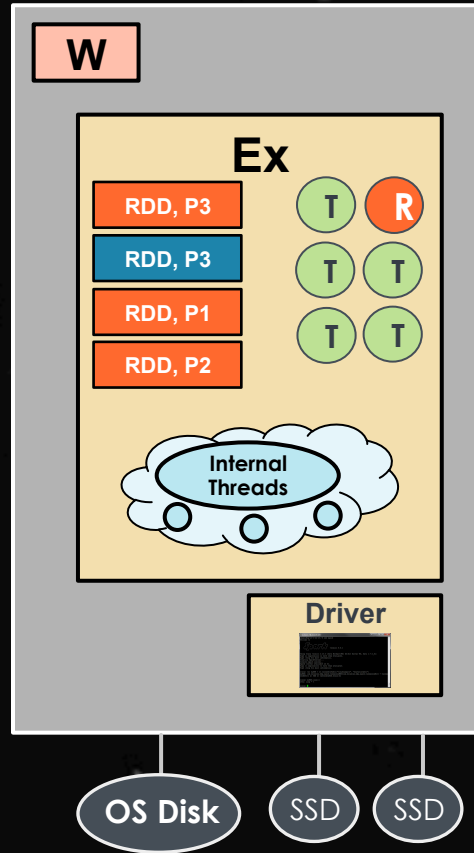 W
Ex
RDD, P3
T
R
RDD, P3
T
T
RDD, P1
T
T
RDD, P2
Internal
Threads
Driver
OS Disk
SSD
SSD